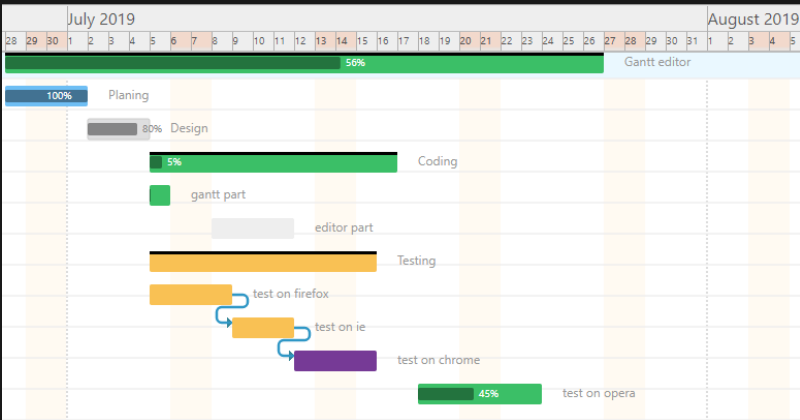 July 2019 August 2019
28 29 30 1 2 3 4 5 6 7 8 9 10 11 12 13 14 15 16 17 18 19 20 21 22 23 24 25 26 27 28 29 30 31 1 2 3 4 5
56% Gantt editor
100% Planing
80% Design
5% Coding
gantt part
editor part
Testing
test on firefox
test on ie
test on chrome
45% test on opera